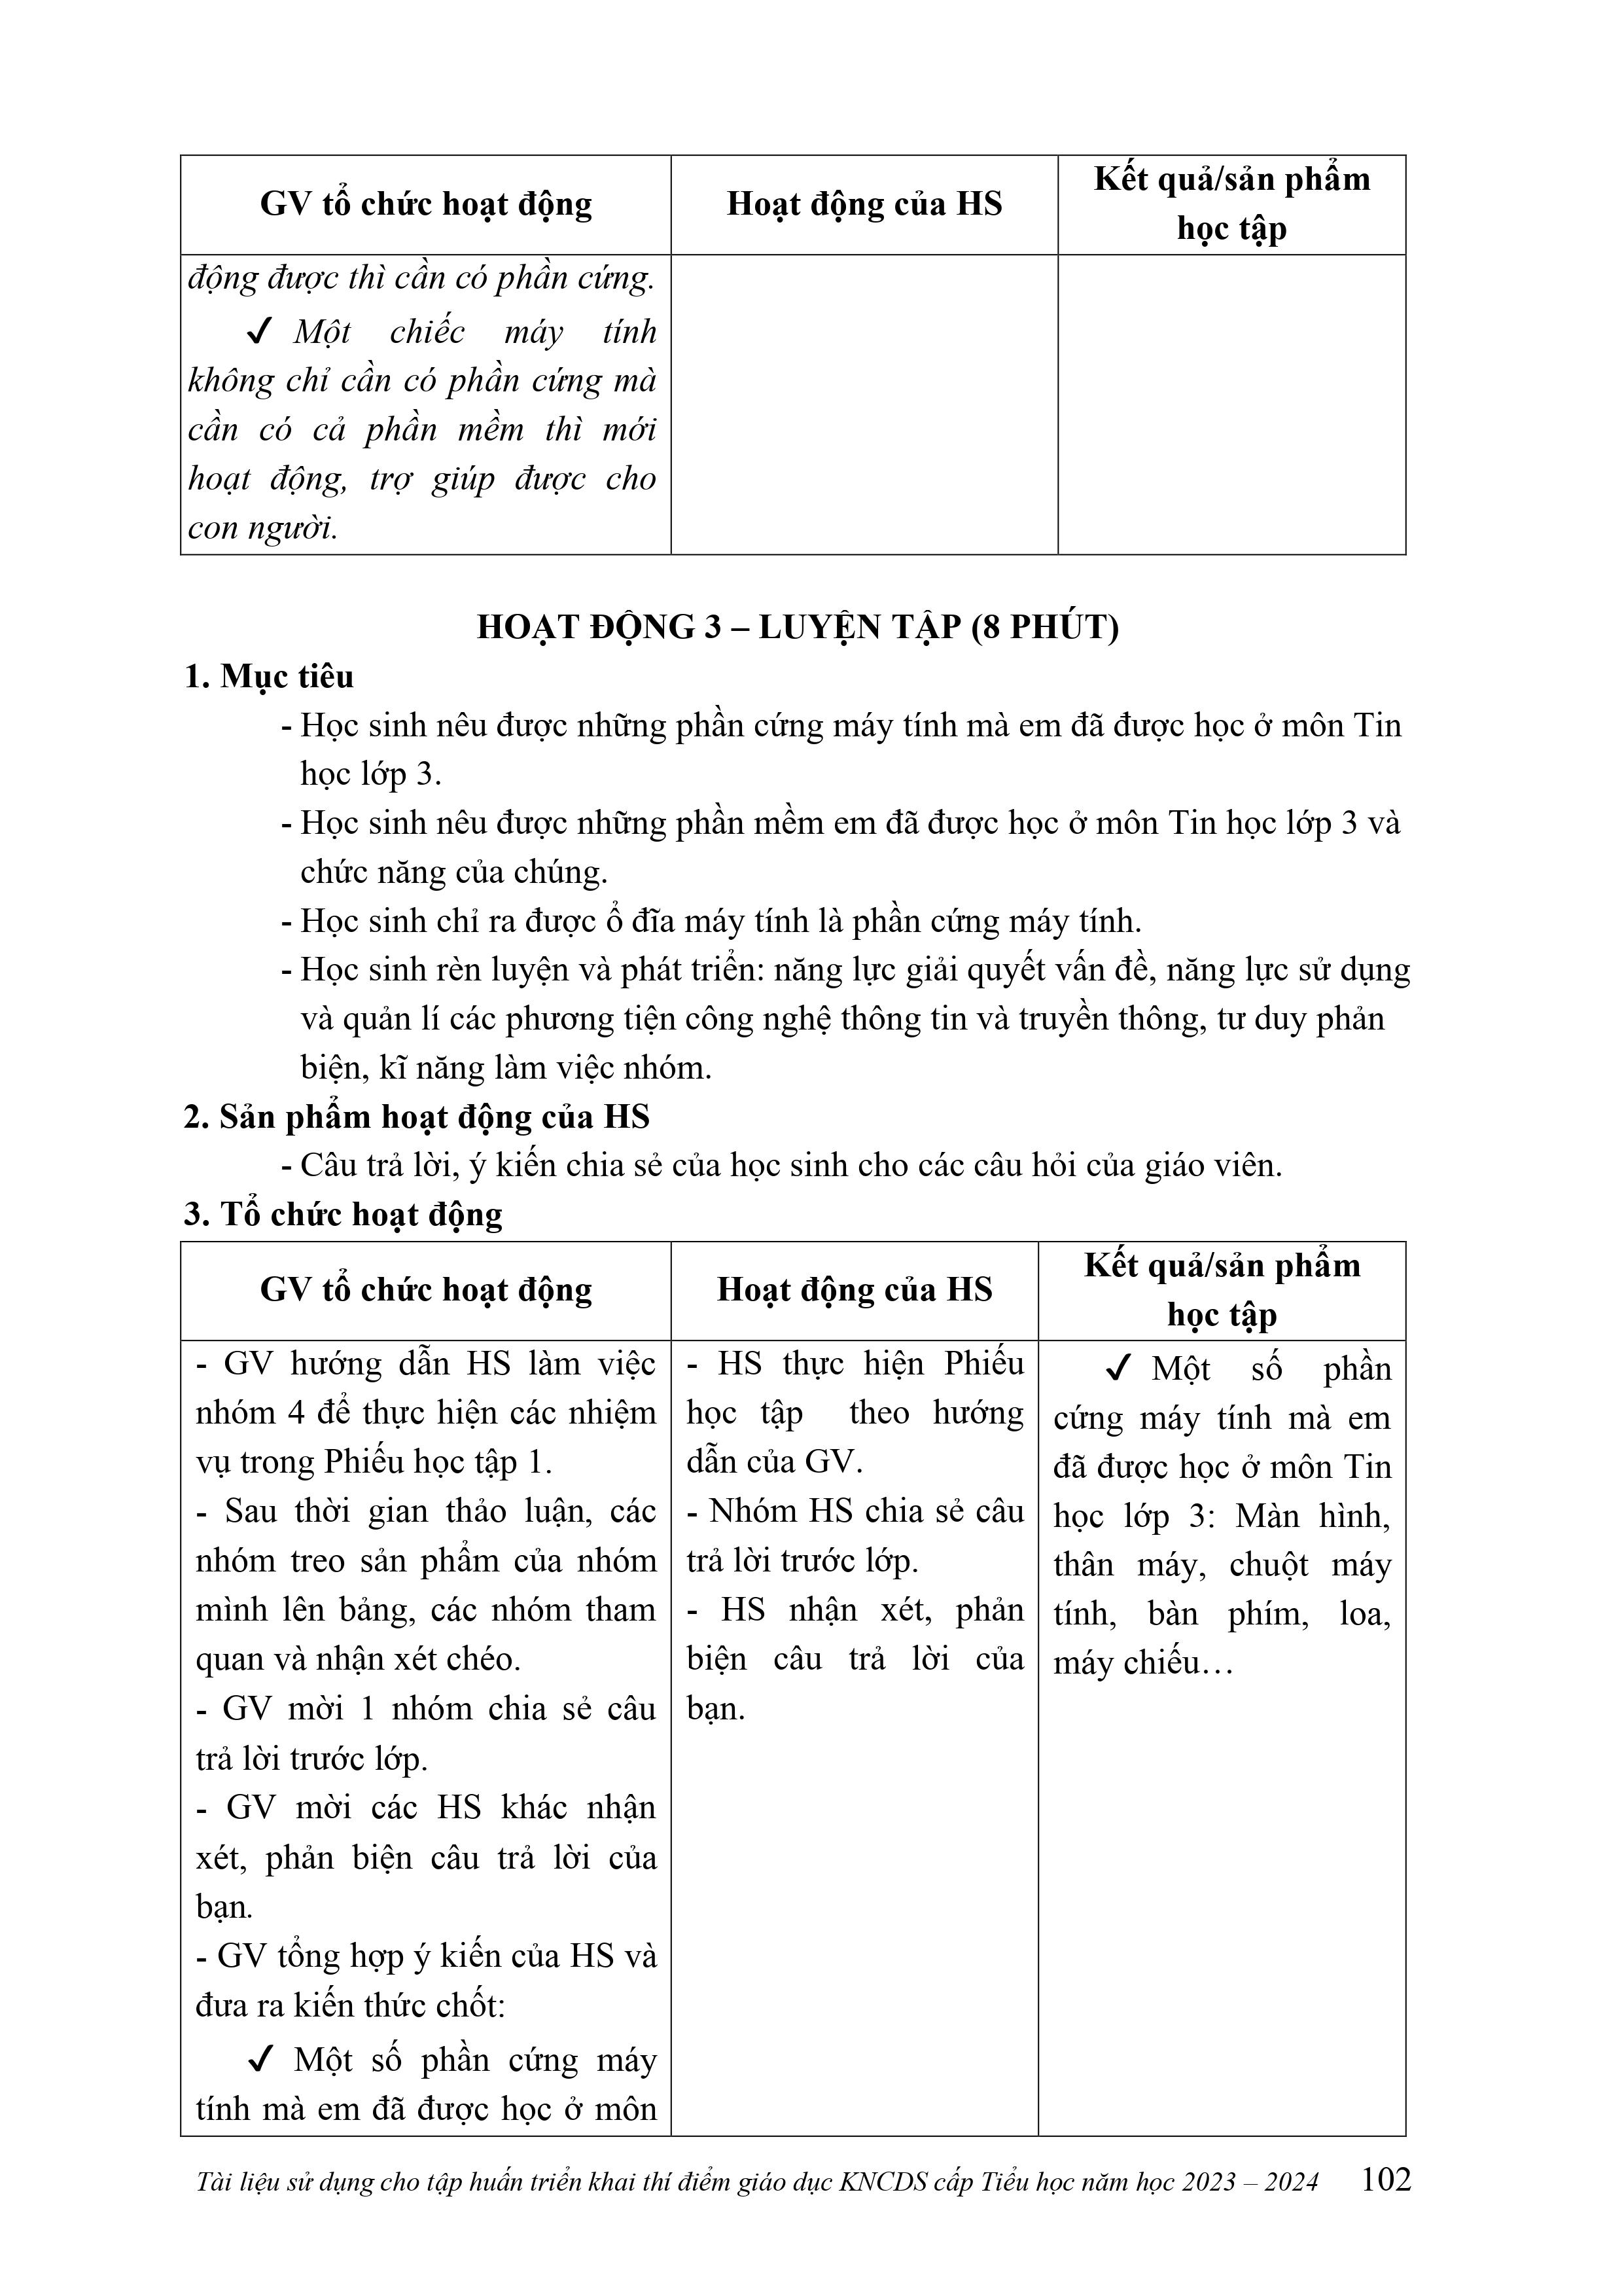 GV tổ chức hoạt động
Hoạt động của HS
Kết quả/sản phẩm
học tập
động được thì cần có phần cứng.
✓ Một chiếc máy tính
không chỉ cần có phần cứng mà
cần có cả phần mềm thì mới
hoạt động, trợ giúp được cho
con người.
HOẠT ĐỘNG 3 – LUYỆN TẬP (8 PHÚT)
1. Mục tiêu
- Học sinh nêu được những phần cứng máy tính mà em đã được học ở môn Tin
học lớp 3.
- Học sinh nêu được những phần mềm em đã được học ở môn Tin học lớp 3 và
chức năng của chúng.
- Học sinh chỉ ra được ổ đĩa máy tính là phần cứng máy tính.
- Học sinh rèn luyện và phát triển: năng lực giải quyết vấn đề, năng lực sử dụng
và quản lí các phương tiện công nghệ thông tin và truyền thông, tư duy phản
biện, kĩ năng làm việc nhóm.
2. Sản phẩm hoạt động của HS
- Câu trả lời, ý kiến chia sẻ của học sinh cho các câu hỏi của giáo viên.
3. Tổ chức hoạt động
GV tổ chức hoạt động
Hoạt động của HS
Kết quả/sản phẩm
học tập
- GV hướng dẫn HS làm việc
nhóm 4 để thực hiện các nhiệm
vụ trong Phiếu học tập 1.
- Sau thời gian thảo luận, các
nhóm treo sản phẩm của nhóm
mình lên bảng, các nhóm tham
quan và nhận xét chéo.
- GV mời 1 nhóm chia sẻ câu
trả lời trước lớp.
- GV mời các HS khác nhận
xét, phản biện câu trả lời của
bạn.
- GV tổng hợp ý kiến của HS và
đưa ra kiến thức chốt:
✓ Một số phần cứng máy
tính mà em đã được học ở môn
- HS thực hiện Phiếu
học tập theo hướng
dẫn của GV.
- Nhóm HS chia sẻ câu
trả lời trước lớp.
- HS nhận xét, phản
biện câu trả lời của
bạn.
✓ Một số phần
cứng máy tính mà em
đã được học ở môn Tin
học lớp 3: Màn hình,
thân máy, chuột máy
tính, bàn phím, loa,
máy chiếu…
Tài liệu sử dụng cho tập huấn triển khai thí điểm giáo dục KNCDS cấp Tiểu học năm học 2023 – 2024 102